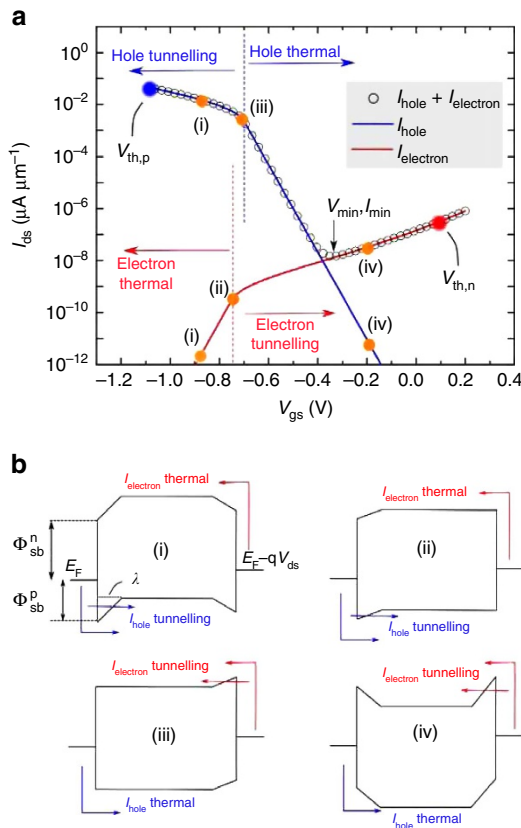 a
Hole tunnelling
Hole thermal
10⁰
10⁻²
10⁻⁴
10⁻⁶
10⁻⁸
10⁻¹⁰
10⁻¹²
I_ds (µA µm⁻¹)
(i)
(iii)
I_hole + I_electron
I_hole
I_electron
V_th,p
V_min, I_min
(iv)
V_th,n
Electron
thermal
(ii)
Electron
tunnelling
(i)
(iv)
−1.2 −1.0 −0.8 −0.6 −0.4 −0.2 0.0 0.2 0.4
V_gs (V)
b
I_electron thermal
Φ_sb^n
(i)
E_F
E_F−qV_ds
λ
Φ_sb^p
I_hole tunnelling
I_electron thermal
(ii)
I_hole tunnelling
I_electron tunnelling
(iii)
I_hole thermal
I_electron tunnelling
(iv)
I_hole thermal